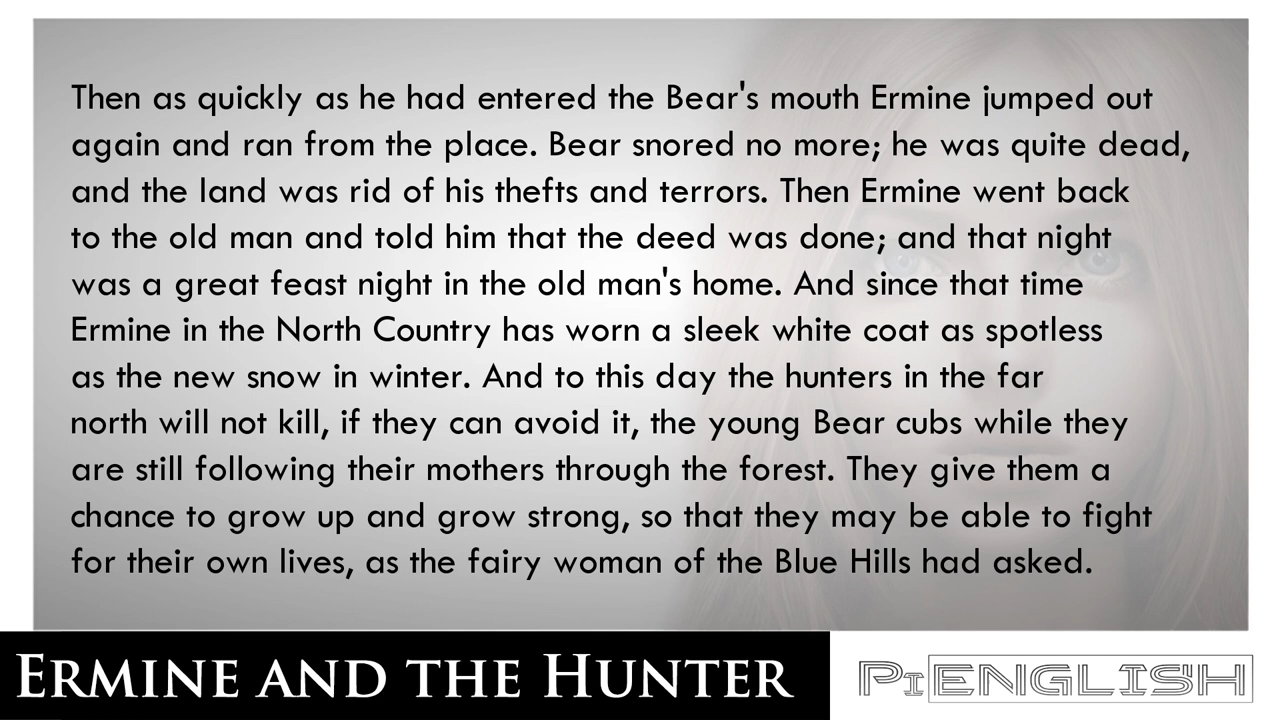 Then as quickly as he had entered the Bear's mouth Ermine jumped out
again and ran from the place. Bear snored no more; he was quite dead,
and the land was rid of his thefts and terrors. Then Ermine went back
to the old man and told him that the deed was done; and that night
was a great feast night in the old man's home. And since that time
Ermine in the North Country has worn a sleek white coat as spotless
as the new snow in winter. And to this day the hunters in the far
north will not kill, if they can avoid it, the young Bear cubs while they
are still following their mothers through the forest. They give them a
chance to grow up and grow strong, so that they may be able to fight
for their own lives, as the fairy woman of the Blue Hills had asked.
ERMINE AND THE HUNTER
PIENGLISH